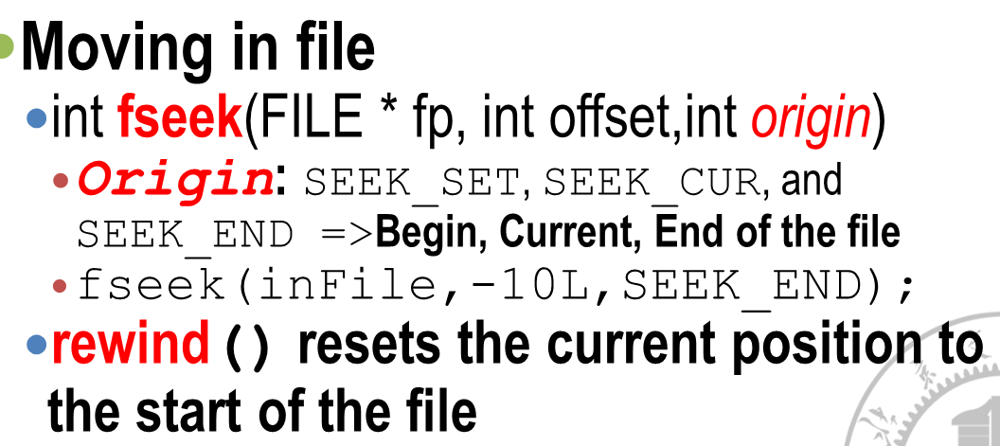 •Moving in file
•int fseek(FILE * fp, int offset,int origin)
•Origin: SEEK_SET, SEEK_CUR, and
SEEK_END =>Begin, Current, End of the file
•fseek(inFile,-10L,SEEK_END);
•rewind () resets the current position to
the start of the file